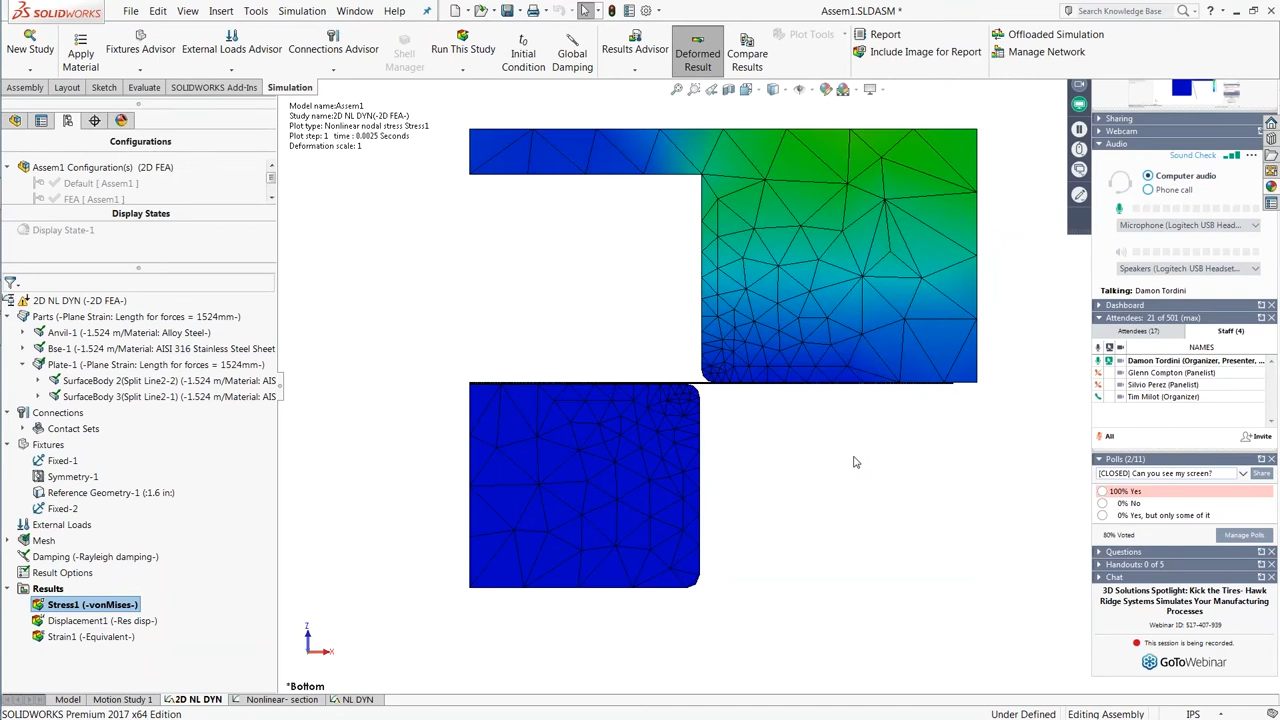 SOLIDWORKS File Edit View Insert Tools Simulation Window Help Assem1.SLDASM * Search Knowledge Base
New Study
Apply Material
Fixtures Advisor
External Loads Advisor
Connections Advisor
Shell Manager
Run This Study
Initial Condition
Global Damping
Results Advisor
Deformed Result
Compare Results
Plot Tools
Report
Include Image for Report
Offloaded Simulation
Manage Network
Assembly Layout Sketch Evaluate SOLIDWORKS Add-Ins Simulation
Configurations
Assem1 Configuration(s) (2D FEA)
Default [ Assem1 ]
FEA [ Assem1 ]
Display States
Display State-1
2D NL DYN (-2D FEA-)
Parts (-Plane Strain: Length for forces = 1524mm-)
Anvil-1 (-1.524 m/Material: Alloy Steel-)
Bse-1 (-1.524 m/Material: AISI 316 Stainless Steel Sheet
Plate-1 (-Plane Strain: Length for forces = 1524mm-)
SurfaceBody 2(Split Line2-2) (-1.524 m/Material: AIS
SurfaceBody 3(Split Line2-1) (-1.524 m/Material: AIS
Connections
Contact Sets
Fixtures
Fixed-1
Symmetry-1
Reference Geometry-1 (:1.6 in:)
Fixed-2
External Loads
Mesh
Damping (-Rayleigh damping-)
Result Options
Results
Stress1 (-vonMises-)
Displacement1 (-Res disp-)
Strain1 (-Equivalent-)
Model name:Assem1
Study name:2D NL DYN(-2D FEA-)
Plot type: Nonlinear nodal stress Stress1
Plot step: 1 time : 0.0025 Seconds
Deformation scale: 1
Z
X
*Bottom
Sharing
Webcam
Audio
Sound Check
Computer audio
Phone call
Microphone (Logitech USB Head...
Speakers (Logitech USB Headset...
Talking: Damon Tordini
Dashboard
Attendees: 21 of 501 (max)
Attendees (17) Staff (4)
NAMES
Damon Tordini (Organizer, Presenter, ...
Glenn Compton (Panelist)
Silvio Perez (Panelist)
Tim Milot (Organizer)
All Invite
Polls (2/11)
[CLOSED] Can you see my screen? Share
100% Yes
0% No
0% Yes, but only some of it
80% Voted Manage Polls
Questions
Handouts: 0 of 5
Chat
3D Solutions Spotlight: Kick the Tires- Hawk
Ridge Systems Simulates Your Manufacturing
Processes
Webinar ID: 517-407-939
This session is being recorded.
GoToWebinar
Model Motion Study 1 2D NL DYN Nonlinear- section NL DYN
SOLIDWORKS Premium 2017 x64 Edition Under Defined Editing Assembly IPS